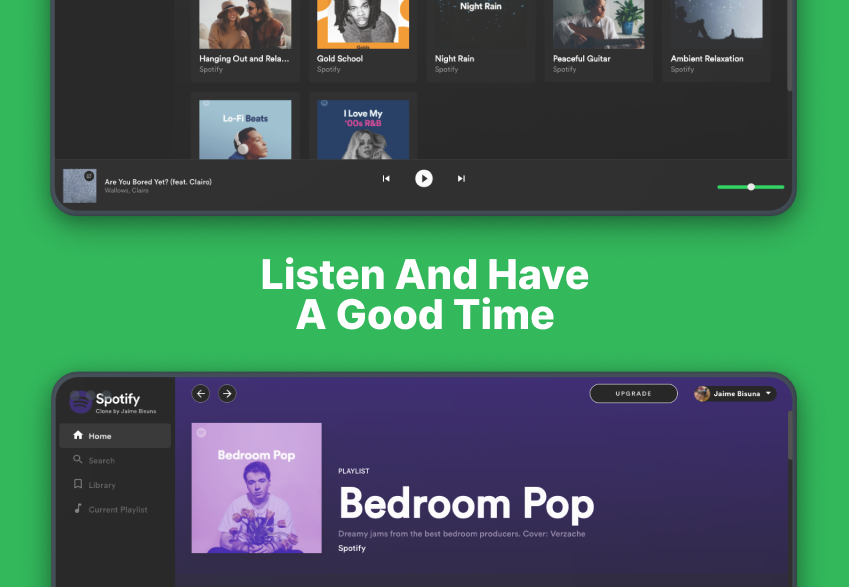 Night Rain
Hanging Out and Rela...
Spotify
Gold School
Spotify
Night Rain
Spotify
Peaceful Guitar
Spotify
Ambient Relaxation
Spotify
Lo-Fi Beats
I Love My
'00s R&B
Are You Bored Yet? (feat. Clairo)
Wallows, Clairo
Listen And Have
A Good Time
Spotify
Clone by Jaime Bisuna
UPGRADE
Jaime Bisuna
Home
Search
Library
Current Playlist
Bedroom Pop
PLAYLIST
Bedroom Pop
Dreamy jams from the best bedroom producers. Cover: Verzache
Spotify